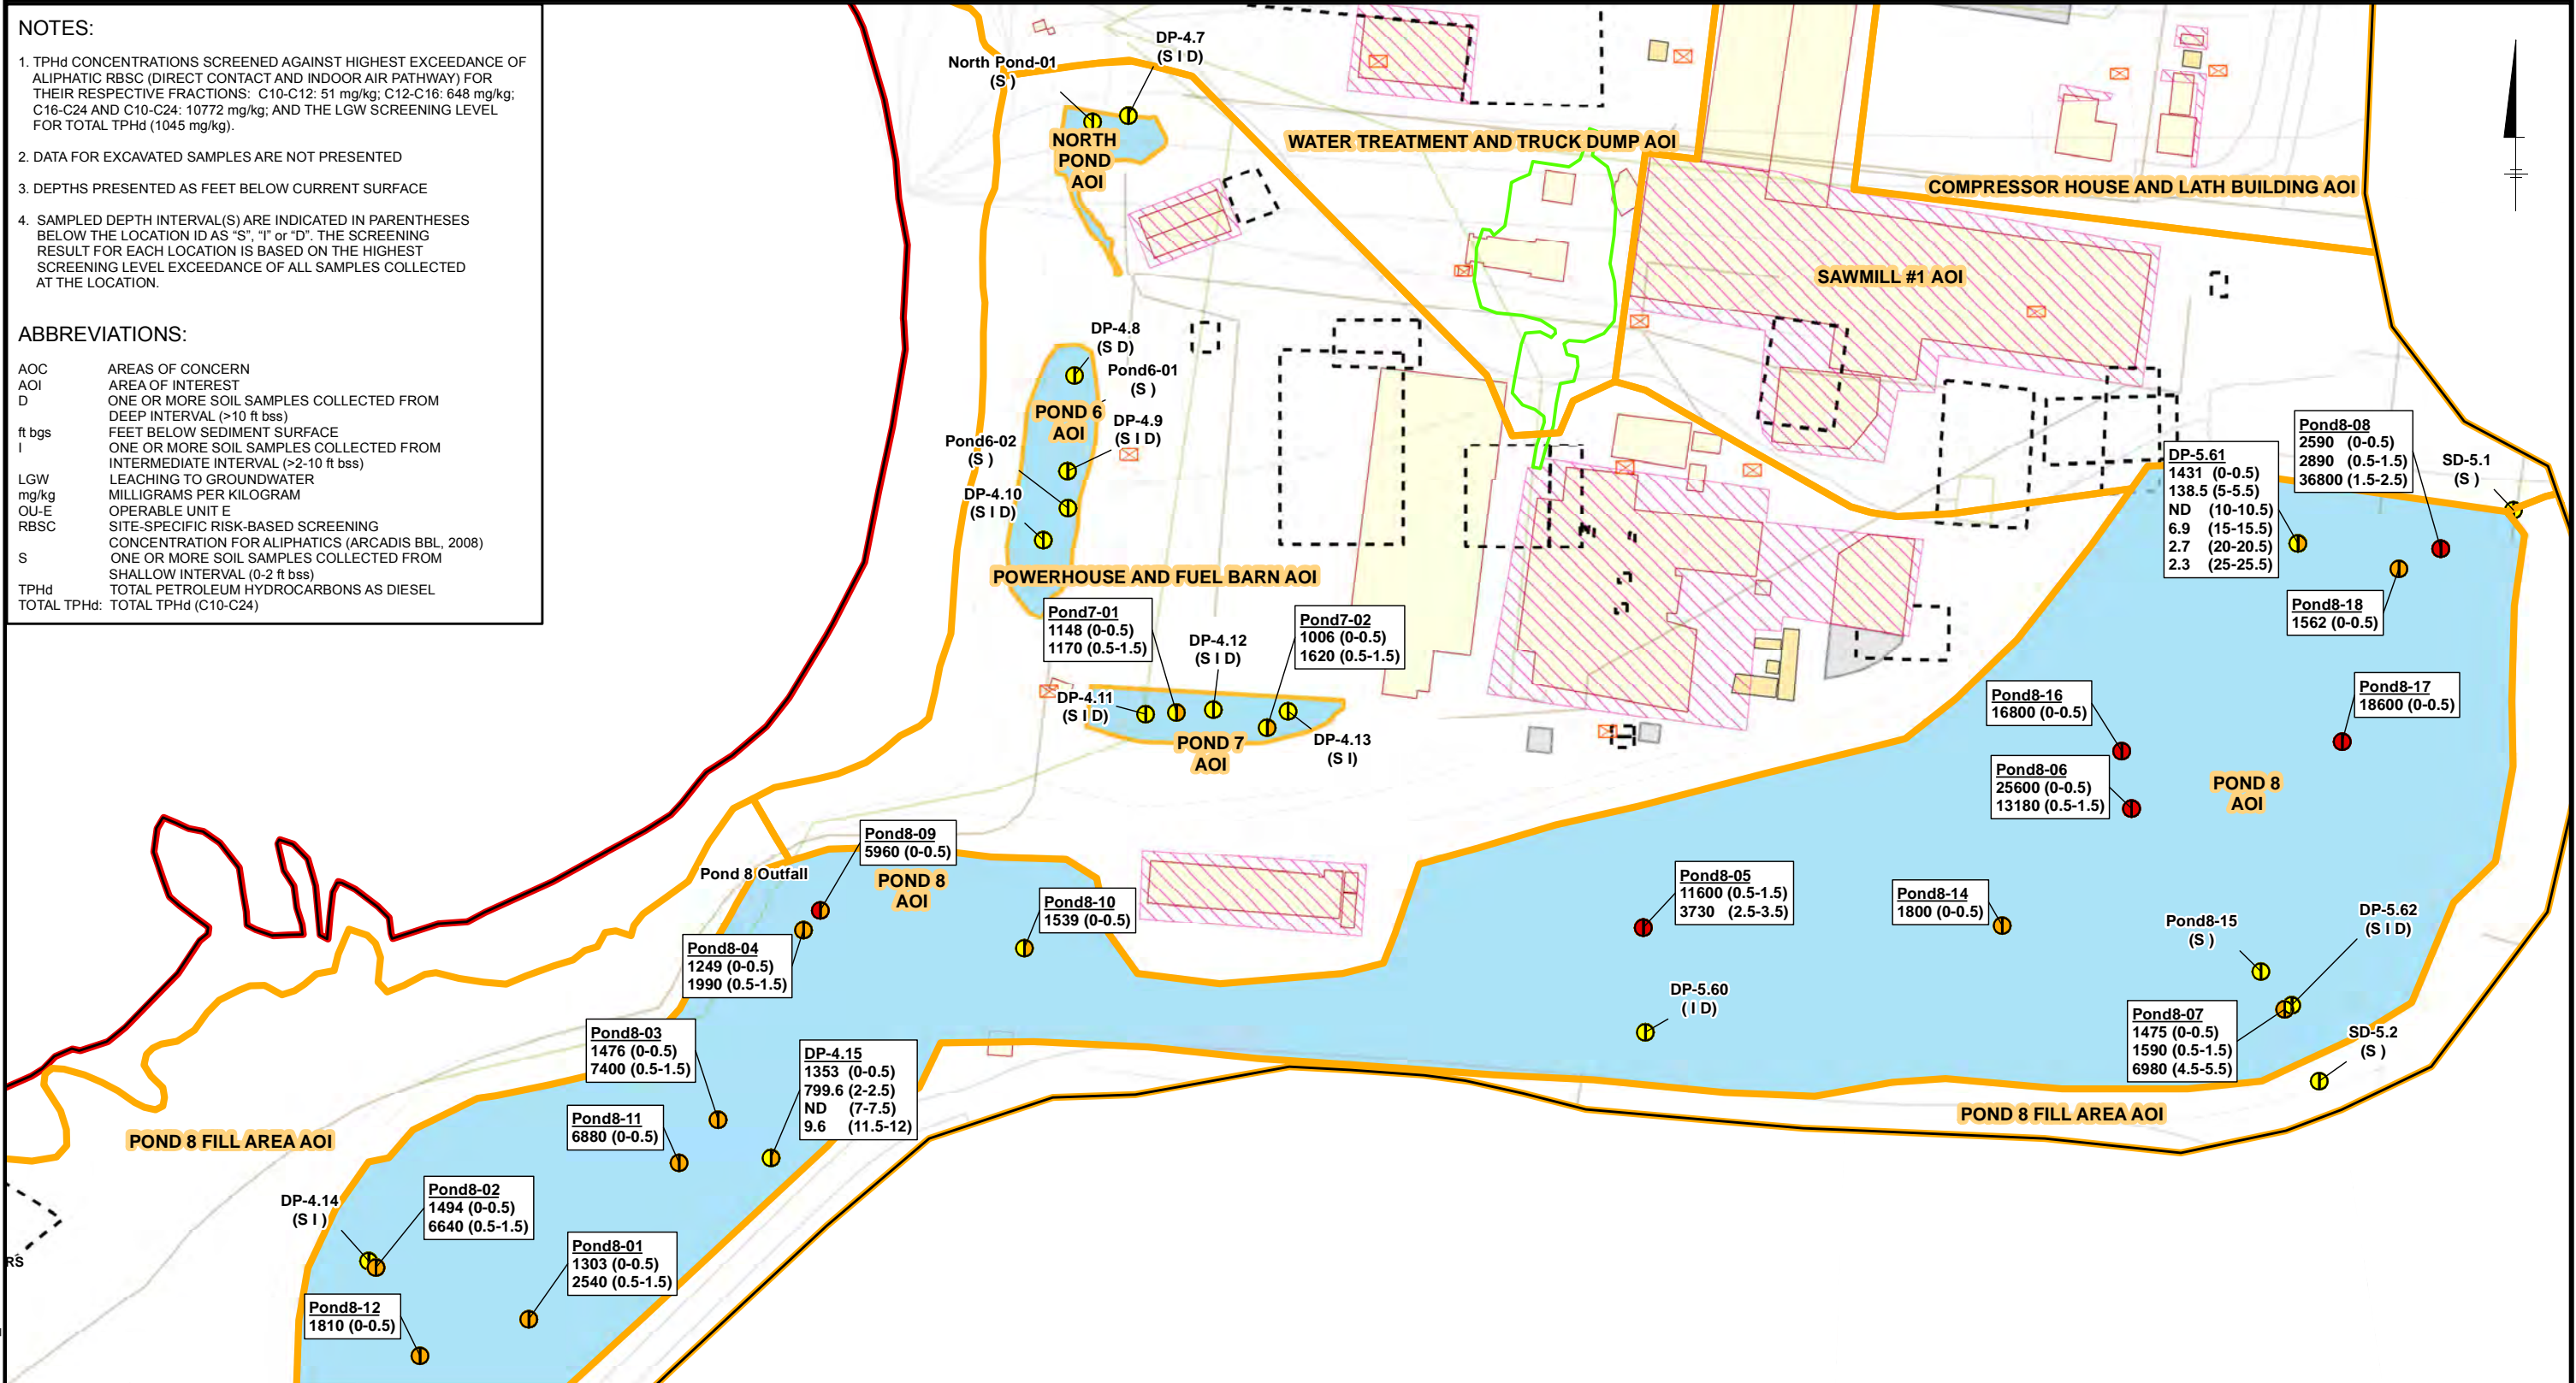 NOTES:
1. TPHd CONCENTRATIONS SCREENED AGAINST HIGHEST EXCEEDANCE OF
ALIPHATIC RBSC (DIRECT CONTACT AND INDOOR AIR PATHWAY) FOR
THEIR RESPECTIVE FRACTIONS: C10-C12: 51 mg/kg; C12-C16: 648 mg/kg;
C16-C24 AND C10-C24: 10772 mg/kg; AND THE LGW SCREENING LEVEL
FOR TOTAL TPHd (1045 mg/kg).
2. DATA FOR EXCAVATED SAMPLES ARE NOT PRESENTED
3. DEPTHS PRESENTED AS FEET BELOW CURRENT SURFACE
4. SAMPLED DEPTH INTERVAL(S) ARE INDICATED IN PARENTHESES
BELOW THE LOCATION ID AS "S", "I" or "D". THE SCREENING
RESULT FOR EACH LOCATION IS BASED ON THE HIGHEST
SCREENING LEVEL EXCEEDANCE OF ALL SAMPLES COLLECTED
AT THE LOCATION.
ABBREVIATIONS:
AOC AREAS OF CONCERN
AOI AREA OF INTEREST
D ONE OR MORE SOIL SAMPLES COLLECTED FROM
DEEP INTERVAL (>10 ft bss)
ft bgs FEET BELOW SEDIMENT SURFACE
I ONE OR MORE SOIL SAMPLES COLLECTED FROM
INTERMEDIATE INTERVAL (>2-10 ft bss)
LGW LEACHING TO GROUNDWATER
mg/kg MILLIGRAMS PER KILOGRAM
OU-E OPERABLE UNIT E
RBSC SITE-SPECIFIC RISK-BASED SCREENING
CONCENTRATION FOR ALIPHATICS (ARCADIS BBL, 2008)
S ONE OR MORE SOIL SAMPLES COLLECTED FROM
SHALLOW INTERVAL (0-2 ft bss)
TPHd TOTAL PETROLEUM HYDROCARBONS AS DIESEL
TOTAL TPHd: TOTAL TPHd (C10-C24)
DP-4.7
(S I D)
North Pond-01
(S )
NORTH
POND
AOI
WATER TREATMENT AND TRUCK DUMP AOI
COMPRESSOR HOUSE AND LATH BUILDING AOI
SAWMILL #1 AOI
DP-4.8
(S D)
Pond6-01
(S )
POND 6
AOI
DP-4.9
(S I D)
Pond6-02
(S )
DP-4.10
(S I D)
POWERHOUSE AND FUEL BARN AOI
Pond7-01
1148 (0-0.5)
1170 (0.5-1.5)
DP-4.12
(S I D)
Pond7-02
1006 (0-0.5)
1620 (0.5-1.5)
DP-4.11
(S I D)
POND 7
AOI
DP-4.13
(S I)
DP-5.61
1431 (0-0.5)
138.5 (5-5.5)
ND (10-10.5)
6.9 (15-15.5)
2.7 (20-20.5)
2.3 (25-25.5)
Pond8-08
2590 (0-0.5)
2890 (0.5-1.5)
36800 (1.5-2.5)
SD-5.1
(S )
Pond8-18
1562 (0-0.5)
Pond8-16
16800 (0-0.5)
Pond8-17
18600 (0-0.5)
Pond8-06
25600 (0-0.5)
13180 (0.5-1.5)
POND 8
AOI
Pond8-09
5960 (0-0.5)
Pond 8 Outfall
POND 8
AOI
Pond8-10
1539 (0-0.5)
Pond8-04
1249 (0-0.5)
1990 (0.5-1.5)
Pond8-05
11600 (0.5-1.5)
3730 (2.5-3.5)
Pond8-14
1800 (0-0.5)
Pond8-15
(S )
DP-5.62
(S I D)
DP-5.60
( I D)
Pond8-07
1475 (0-0.5)
1590 (0.5-1.5)
6980 (4.5-5.5)
SD-5.2
(S )
Pond8-03
1476 (0-0.5)
7400 (0.5-1.5)
DP-4.15
1353 (0-0.5)
799.6 (2-2.5)
ND (7-7.5)
9.6 (11.5-12)
Pond8-11
6880 (0-0.5)
POND 8 FILL AREA AOI
POND 8 FILL AREA AOI
DP-4.14
(S I )
Pond8-02
1494 (0-0.5)
6640 (0.5-1.5)
Pond8-01
1303 (0-0.5)
2540 (0.5-1.5)
Pond8-12
1810 (0-0.5)
RS